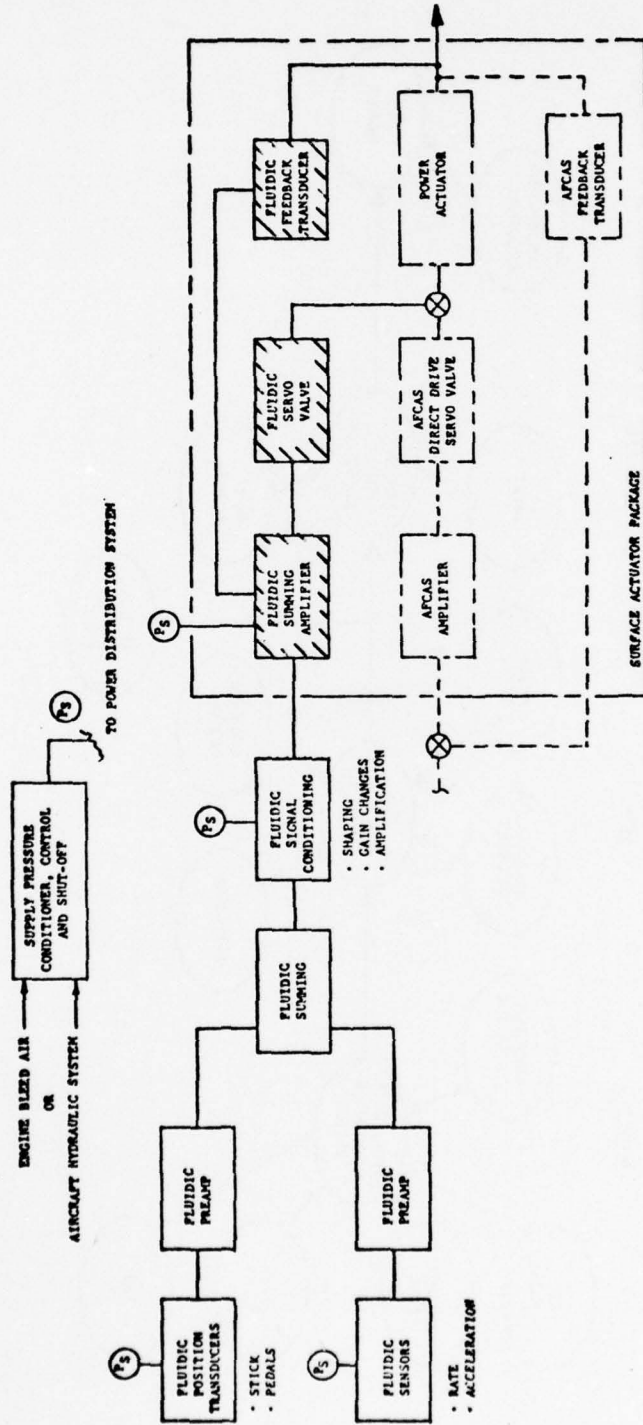 ENGINE BLEED AIR
OR
AIRCRAFT HYDRAULIC SYSTEM
SUPPLY PRESSURE
CONDITIONER, CONTROL
AND SHUT-OFF
PS
TO POWER DISTRIBUTION SYSTEM
PS
FLUIDIC
POSITION
TRANSDUCERS
· STICK
· PEDALS
FLUIDIC
PREAMP
PS
FLUIDIC
SENSORS
· RATE
· ACCELERATION
FLUIDIC
PREAMP
FLUIDIC
SUMMING
PS
FLUIDIC
SIGNAL
CONDITIONING
· SHAPING
· GAIN CHANGES
· AMPLIFICATION
PS
FLUIDIC
SUMMING
AMPLIFIER
FLUIDIC
SERVO
VALVE
FLUIDIC
FEEDBACK
TRANSDUCER
AFCAS
AMPLIFIER
AFCAS
DIRECT DRIVE
SERVO VALVE
POWER
ACTUATOR
AFCAS
FEEDBACK
TRANSDUCER
SURFACE ACTUATOR PACKAGE